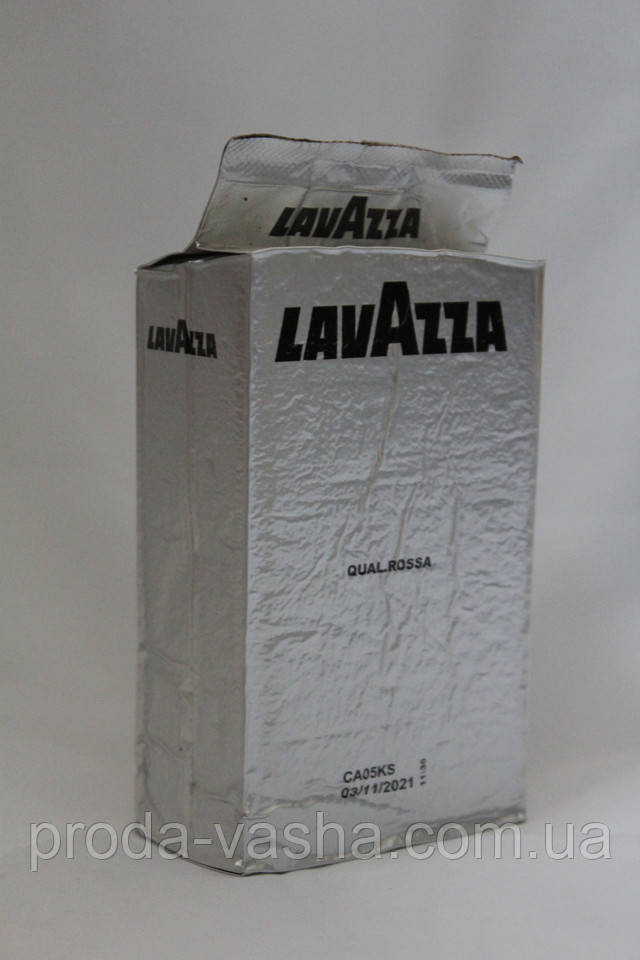 LAVAZZA
LAVAZZA
LAVAZZA
QUAL.ROSSA
CA05KS
03/11/2021
11:36
proda-vasha.com.ua